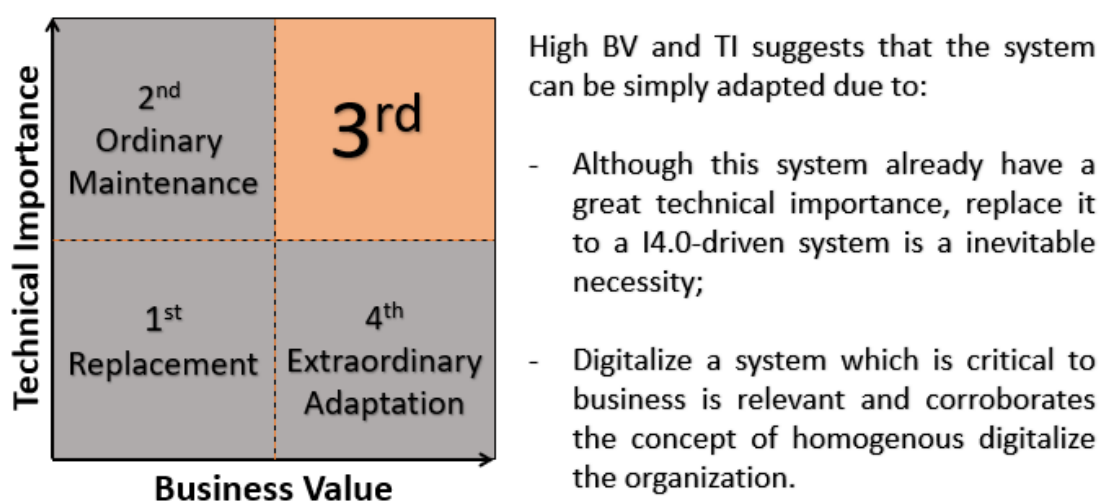 Technical Importance
2nd
Ordinary
Maintenance
3rd
1st
Replacement
4th
Extraordinary
Adaptation
Business Value
High BV and TI suggests that the system
can be simply adapted due to:
- Although this system already have a
great technical importance, replace it
to a I4.0-driven system is a inevitable
necessity;
- Digitalize a system which is critical to
business is relevant and corroborates
the concept of homogenous digitalize
the organization.